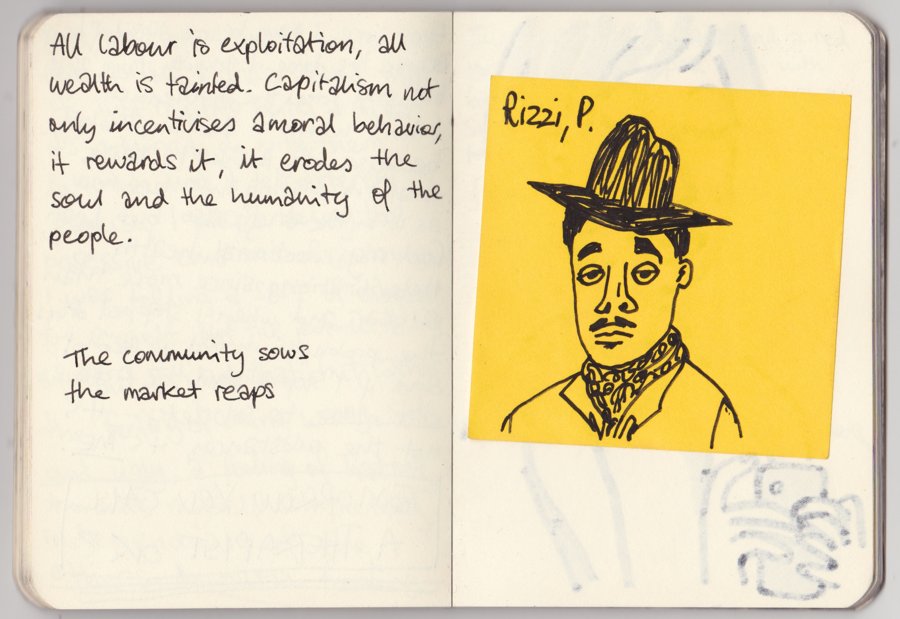 All labour is exploitation, all
wealth is tainted. Capitalism not
only incentivises amoral behavior,
it rewards it, it erodes the
soul and the humanity of the
people.
The community sows
the market reaps
Rizzi, P.